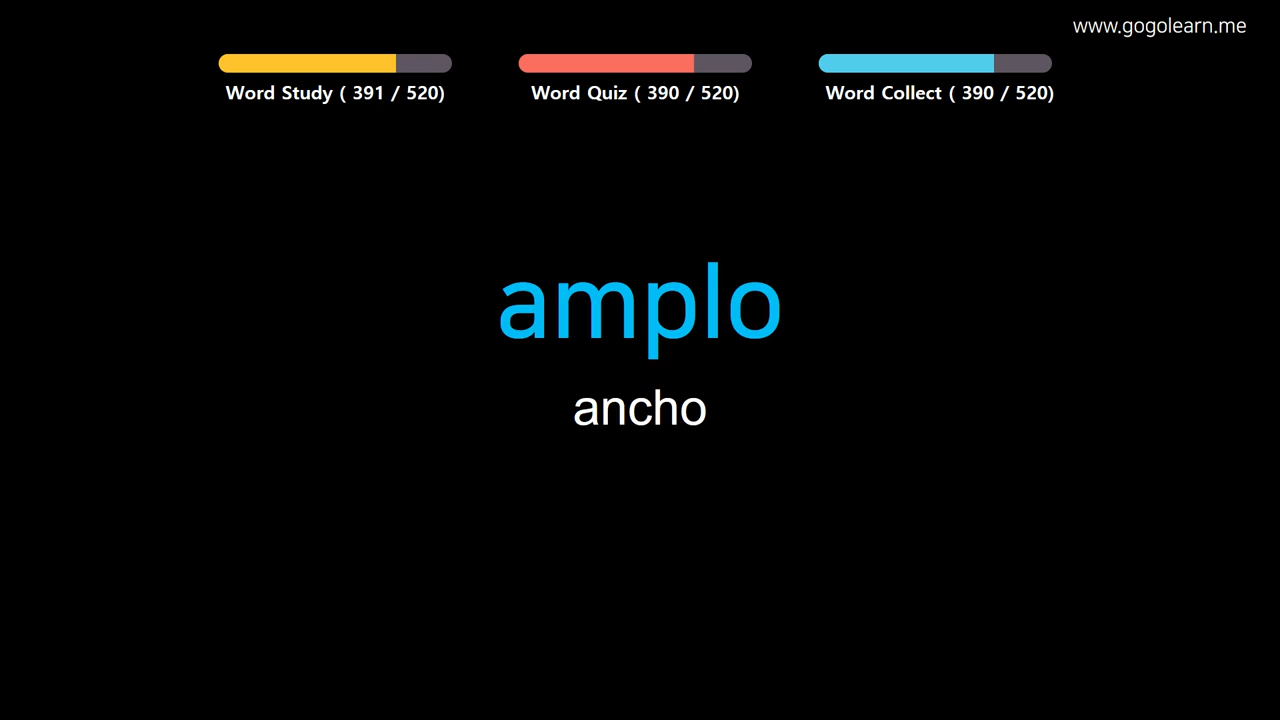 www.gogolearn.me
Word Study ( 391 / 520)
Word Quiz ( 390 / 520)
Word Collect ( 390 / 520)
amplo
ancho